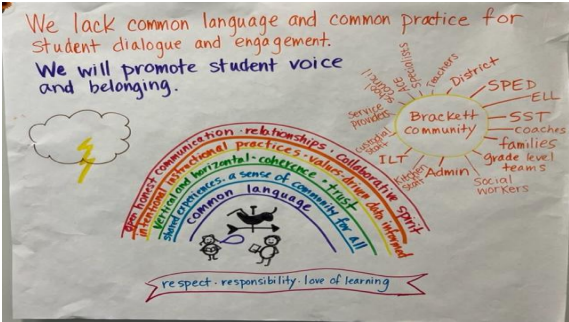 We lack common language and common practice for
student dialogue and engagement.
We will promote student voice
and belonging.
Brackett
community
School
Council
ACE
Specialists
Teachers
District
SPED
ELL
SST
coaches
families
grade level
teams
Social
workers
Admin
Kitchen
Staff
ILT
Custodial
Staff
Service
Providers
open honest communication · relationships · collaborative spirit
intentional instructional practices · values-driven, data informed
vertical and horizontal · coherence · trust
shared experiences · a sense of community for all
common language
respect · responsibility · love of learning